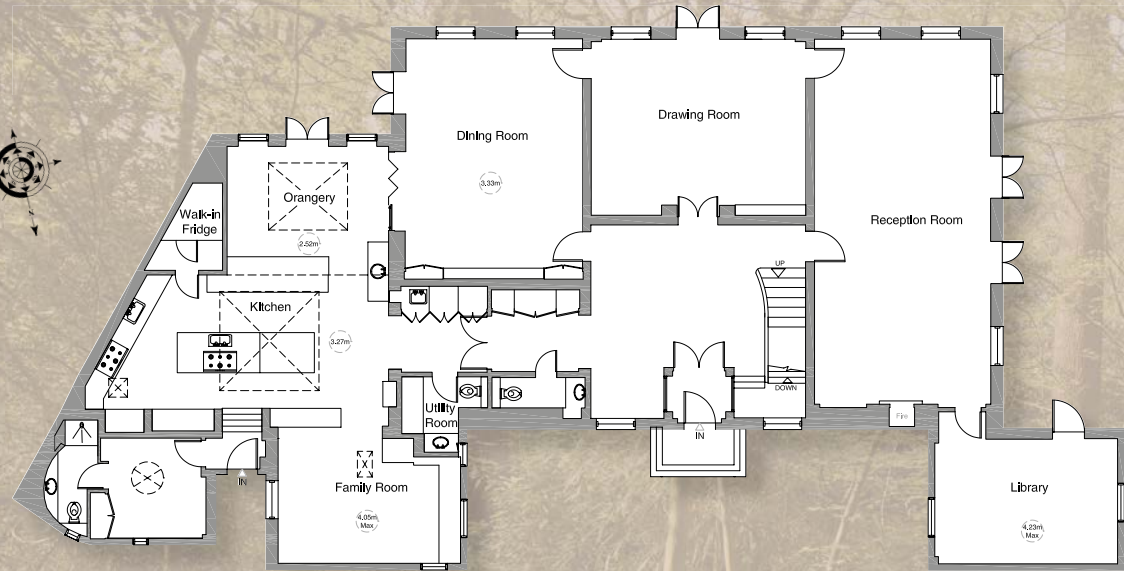 Dining Room
3.33m
Drawing Room
Reception Room
Walk-in
Fridge
Orangery
2.52m
UP
Kitchen
3.27m
DOWN
Utility
Room
Fire
IN
IN
Family Room
4.05m
Max
Library
4.23m
Max
N